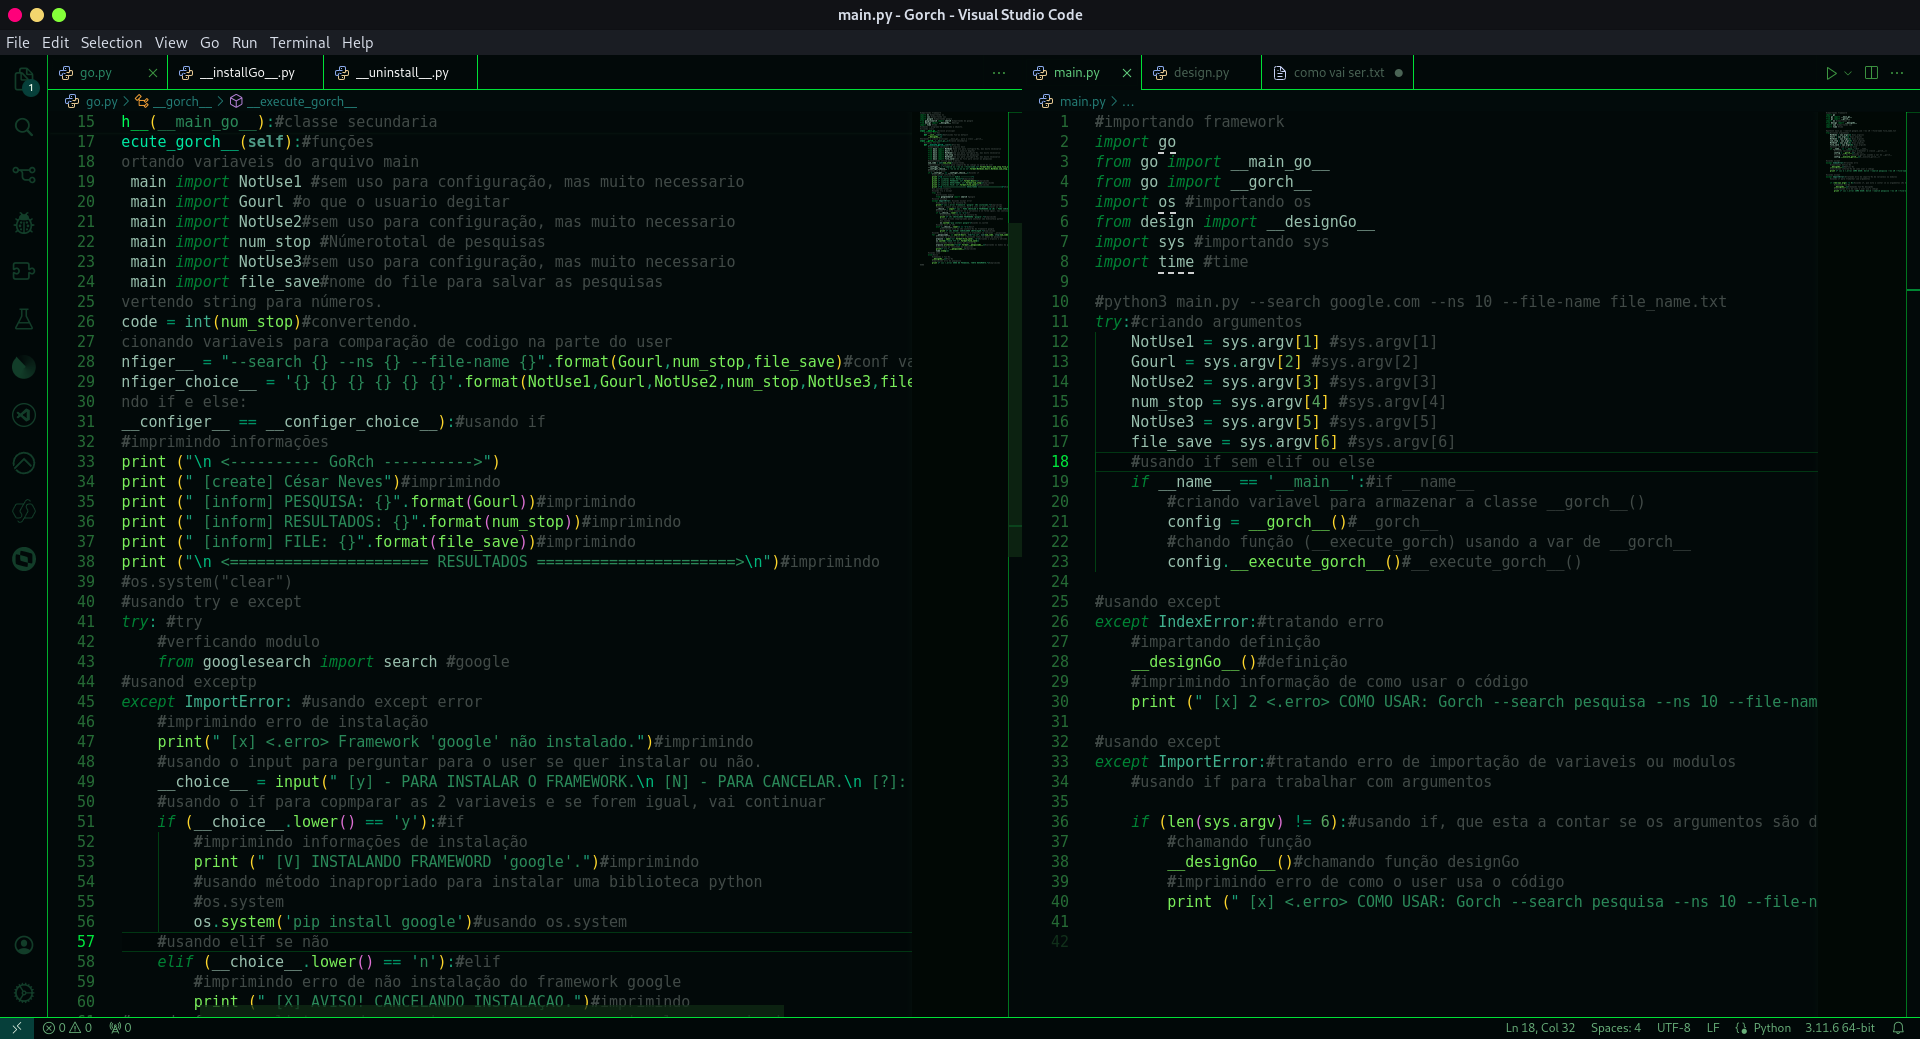 main.py - Gorch - Visual Studio Code
File Edit Selection View Go Run Terminal Help
go.py __installGo__.py __uninstall__.py
go.py > __gorch__ > __execute_gorch__
15 h__(__main_go__):#classe secundaria
17 ecute_gorch__(self):#funções
18 ortando variaveis do arquivo main
19 main import NotUse1 #sem uso para configuração, mas muito necessario
20 main import Gourl #o que o usuario degitar
21 main import NotUse2#sem uso para configuração, mas muito necessario
22 main import num_stop #Númerototal de pesquisas
23 main import NotUse3#sem uso para configuração, mas muito necessario
24 main import file_save#nome do file para salvar as pesquisas
25 vertendo string para números.
26 code = int(num_stop)#convertendo.
27 cionando variaveis para comparação de codigo na parte do user
28 nfiger__ = "--search {} --ns {} --file-name {}".format(Gourl,num_stop,file_save)#conf va
29 nfiger_choice__ = '{} {} {} {} {} {}'.format(NotUse1,Gourl,NotUse2,num_stop,NotUse3,file
30 ndo if e else:
31 __configer__ == __configer_choice__):#usando if
32 #imprimindo informações
33 print ("\n <---------- GoRch ---------->")
34 print (" [create] César Neves")#imprimindo
35 print (" [inform] PESQUISA: {}".format(Gourl))#imprimindo
36 print (" [inform] RESULTADOS: {}".format(num_stop))#imprimindo
37 print (" [inform] FILE: {}".format(file_save))#imprimindo
38 print ("\n <====================== RESULTADOS ======================>\n")#imprimindo
39 #os.system("clear")
40 #usando try e except
41 try: #try
42 #verficando modulo
43 from googlesearch import search #google
44 #usanod exceptp
45 except ImportError: #usando except error
46 #imprimindo erro de instalação
47 print(" [x] <.erro> Framework 'google' não instalado.")#imprimindo
48 #usando o input para perguntar para o user se quer instalar ou não.
49 __choice__ = input(" [y] - PARA INSTALAR O FRAMEWORK.\n [N] - PARA CANCELAR.\n [?]:
50 #usando o if para copmparar as 2 variaveis e se forem igual, vai continuar
51 if (__choice__.lower() == 'y'):#if
52 #imprimindo informações de instalação
53 print (" [V] INSTALANDO FRAMEWORD 'google'.")#imprimindo
54 #usando método inapropriado para instalar uma biblioteca python
55 #os.system
56 os.system('pip install google')#usando os.system
57 #usando elif se não
58 elif (__choice__.lower() == 'n'):#elif
59 #imprimindo erro de não instalação do framework google
60 print (" [X] AVISO! CANCELANDO INSTALAÇAO.")#imprimindo
main.py design.py como vai ser.txt
main.py > ...
1 #importando framework
2 import go
3 from go import __main_go__
4 from go import __gorch__
5 import os #importando os
6 from design import __designGo__
7 import sys #importando sys
8 import time #time
9
10 #python3 main.py --search google.com --ns 10 --file-name file_name.txt
11 try:#criando argumentos
12 NotUse1 = sys.argv[1] #sys.argv[1]
13 Gourl = sys.argv[2] #sys.argv[2]
14 NotUse2 = sys.argv[3] #sys.argv[3]
15 num_stop = sys.argv[4] #sys.argv[4]
16 NotUse3 = sys.argv[5] #sys.argv[5]
17 file_save = sys.argv[6] #sys.argv[6]
18 #usando if sem elif ou else
19 if __name__ == '__main__':#if __name__
20 #criando variavel para armazenar a classe __gorch__()
21 config = __gorch__()#__gorch__
22 #chando função (__execute_gorch) usando a var de __gorch__
23 config.__execute_gorch__()#__execute_gorch__()
24
25 #usando except
26 except IndexError:#tratando erro
27 #impartando definição
28 __designGo__()#definição
29 #imprimindo informação de como usar o código
30 print (" [x] 2 <.erro> COMO USAR: Gorch --search pesquisa --ns 10 --file-nam
31
32 #usando except
33 except ImportError:#tratando erro de importação de variaveis ou modulos
34 #usando if para trabalhar com argumentos
35
36 if (len(sys.argv) != 6):#usando if, que esta a contar se os argumentos são d
37 #chamando função
38 __designGo__()#chamando função designGo
39 #imprimindo erro de como o user usa o código
40 print (" [x] <.erro> COMO USAR: Gorch --search pesquisa --ns 10 --file-n
41
42
1
0 0 0
Ln 18, Col 32 Spaces: 4 UTF-8 LF Python 3.11.6 64-bit